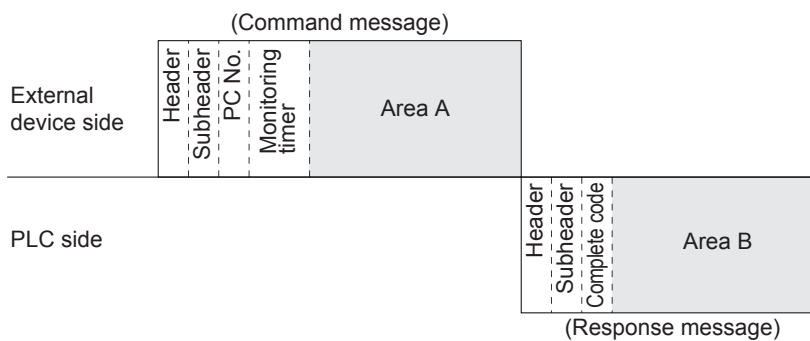 (Command message)
External
device side
Header
Subheader
PC No.
Monitoring
timer
Area A
PLC side
Header
Subheader
Complete code
Area B
(Response message)